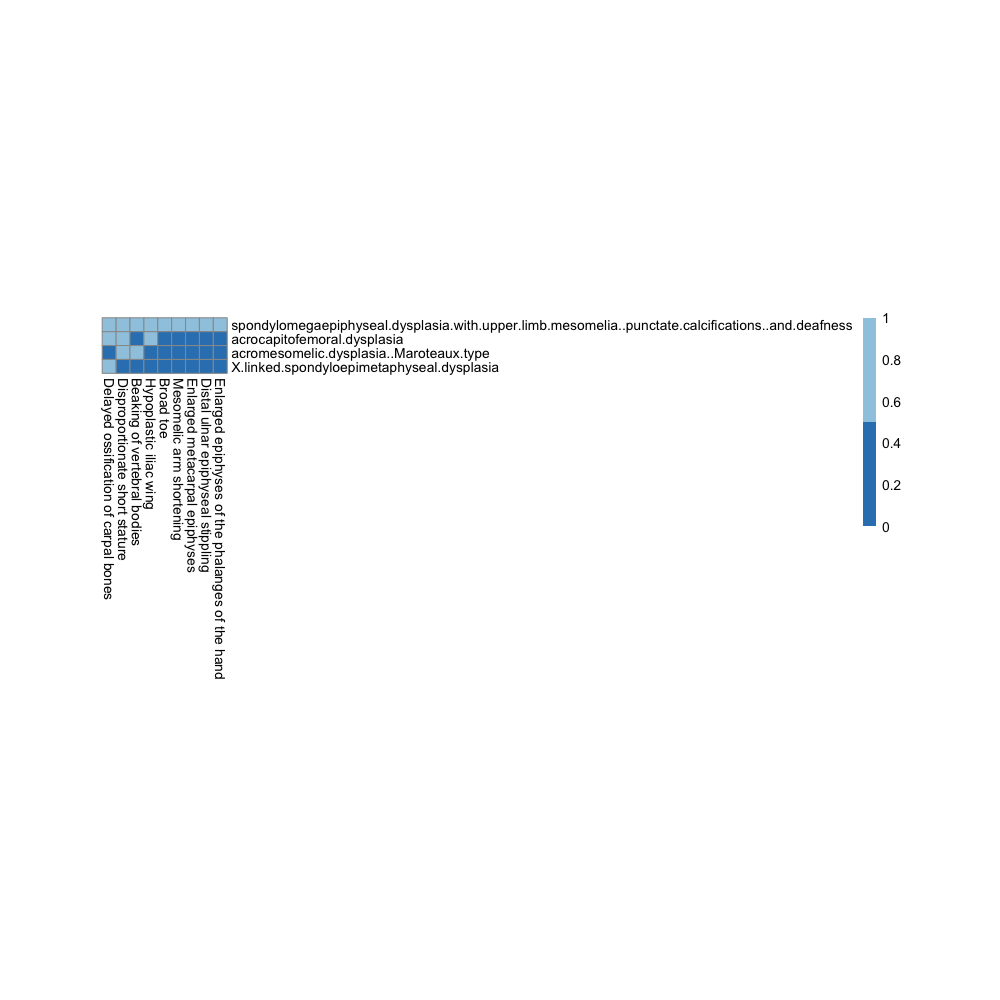 spondylomegaepiphyseal.dysplasia.with.upper.limb.mesomelia..punctate.calcifications..and.deafness
acrocapitofemoral.dysplasia
acromesomelic.dysplasia..Maroteaux.type
X.linked.spondyloepimetaphyseal.dysplasia
Delayed ossification of carpal bones
Disproportionate short stature
Beaking of vertebral bodies
Hypoplastic iliac wing
Broad toe
Mesomelic arm shortening
Enlarged metacarpal epiphyses
Distal ulnar epiphyseal stippling
Enlarged epiphyses of the phalanges of the hand
1
0.8
0.6
0.4
0.2
0